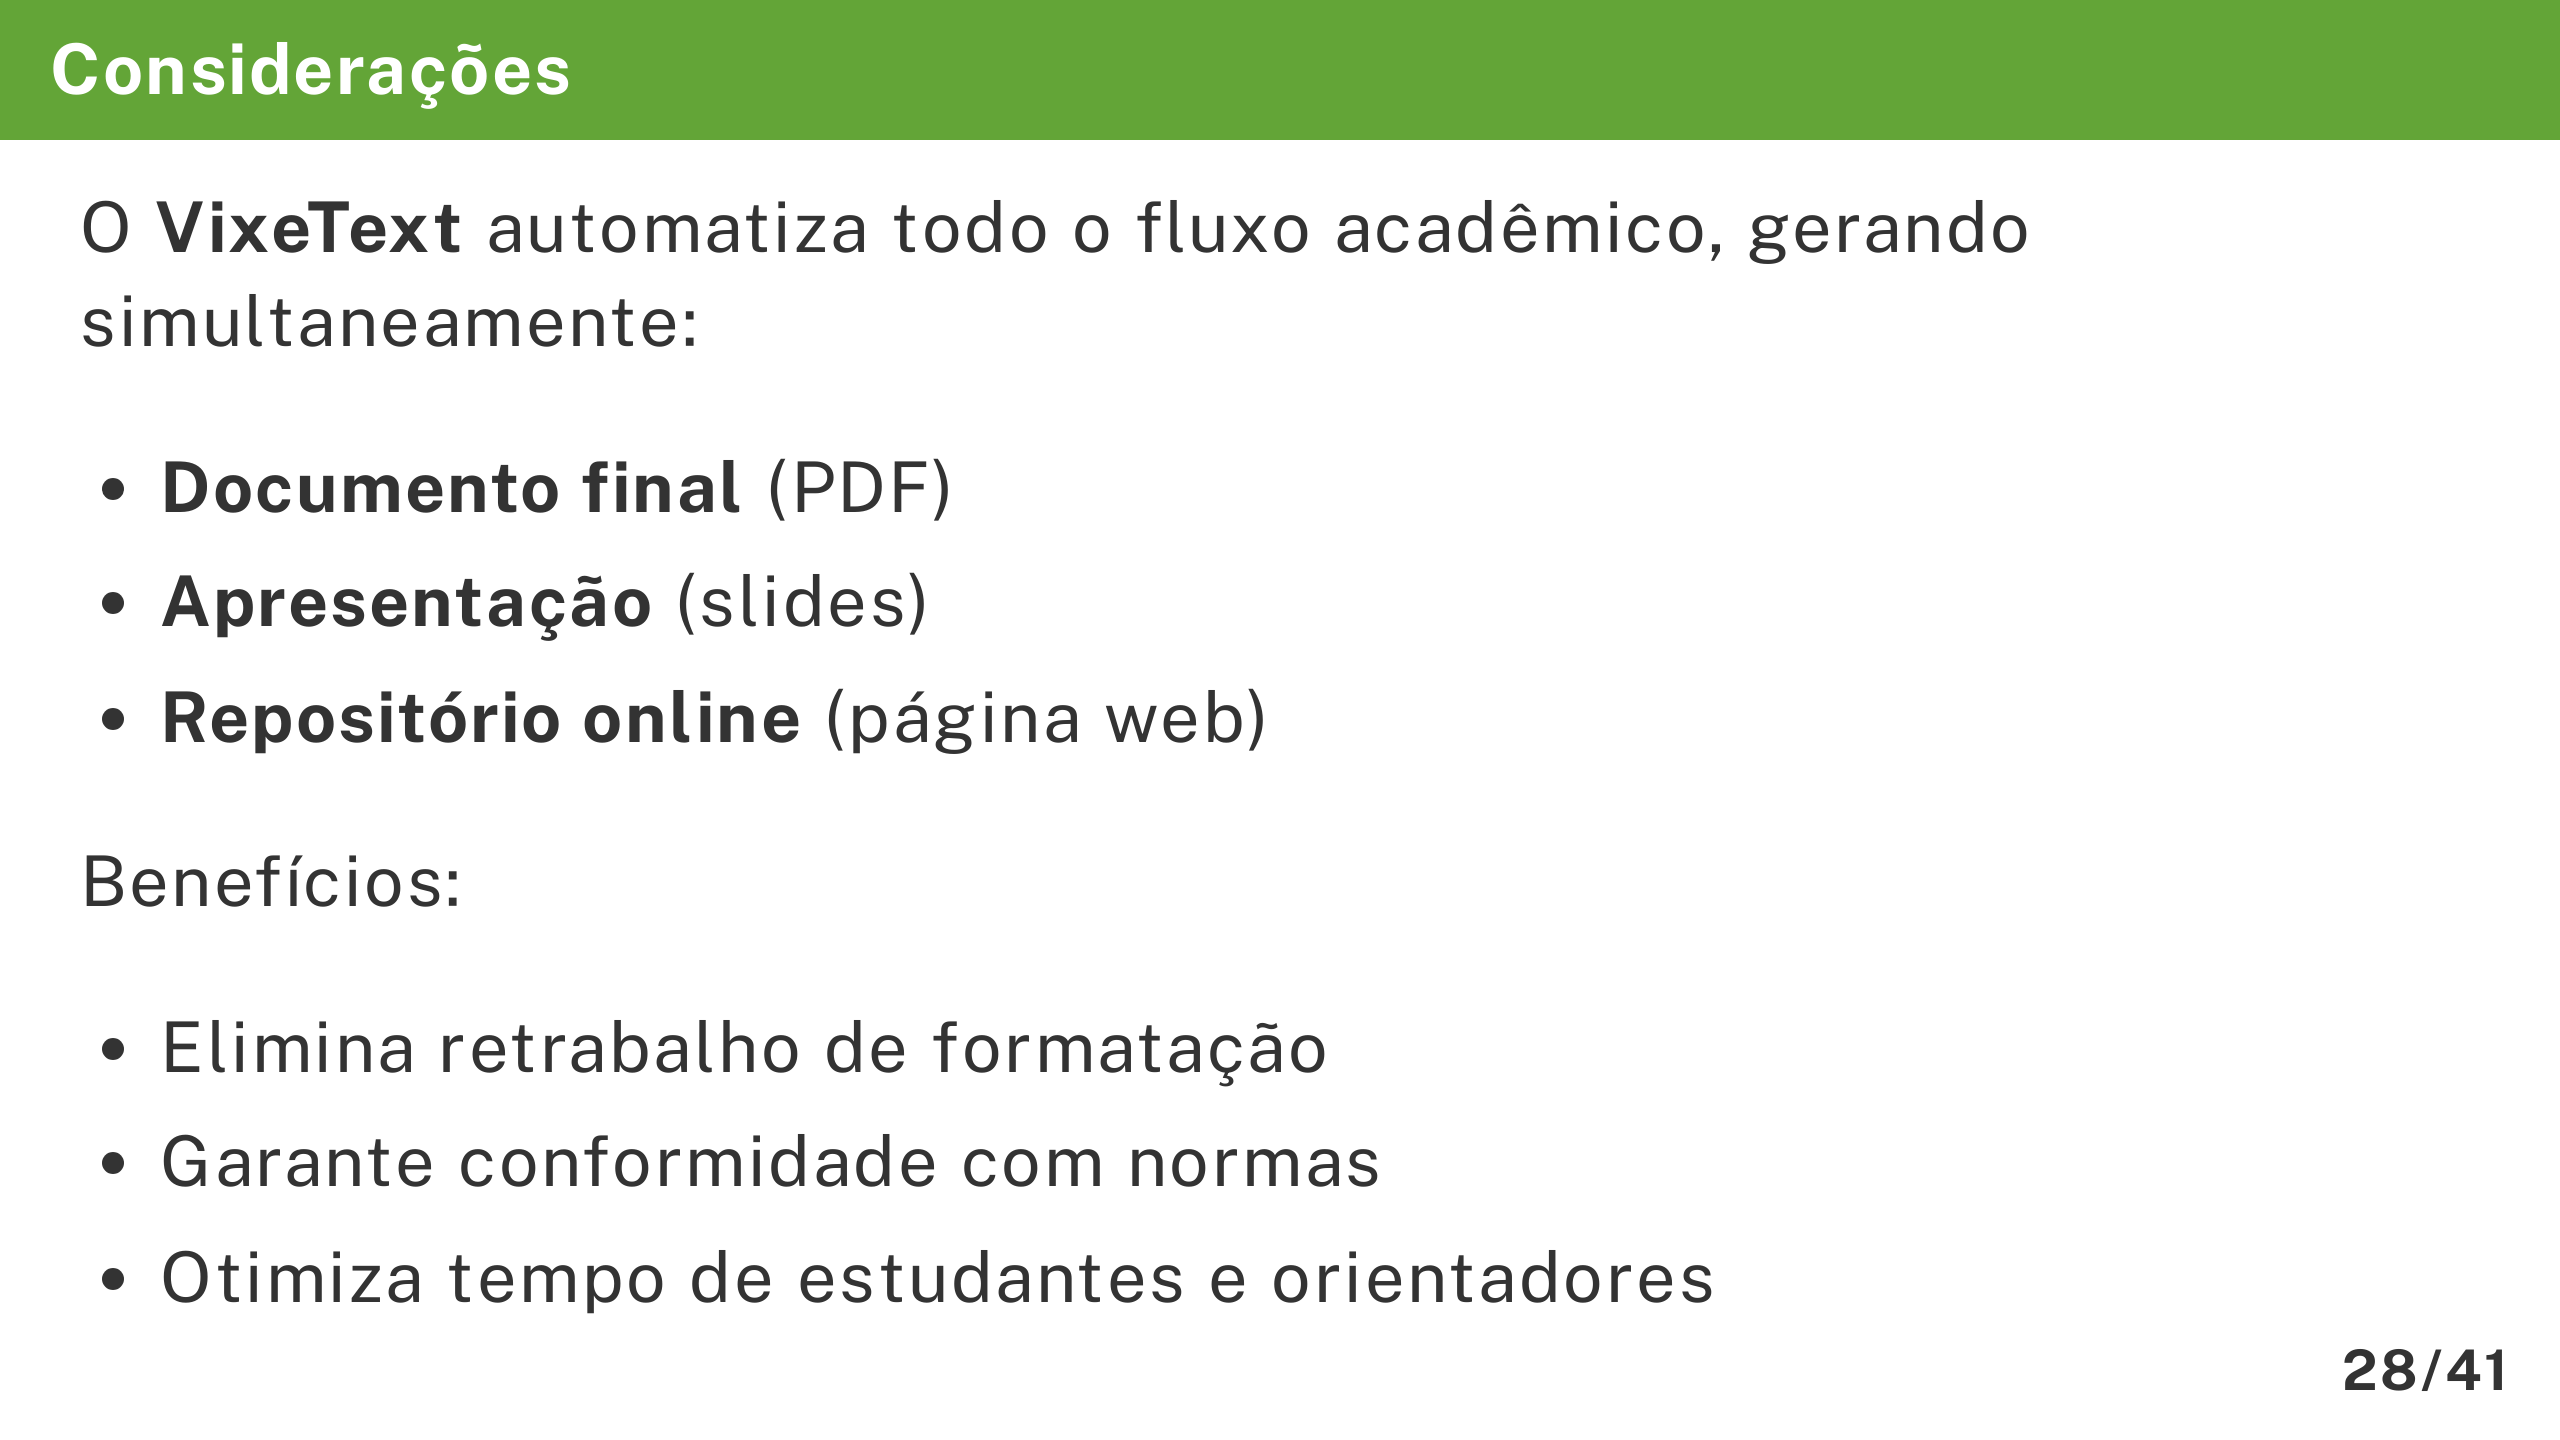 Considerações
O VixeText automatiza todo o fluxo acadêmico, gerando
simultaneamente:
• Documento final (PDF)
• Apresentação (slides)
• Repositório online (página web)
Benefícios:
• Elimina retrabalho de formatação
• Garante conformidade com normas
• Otimiza tempo de estudantes e orientadores
28/41